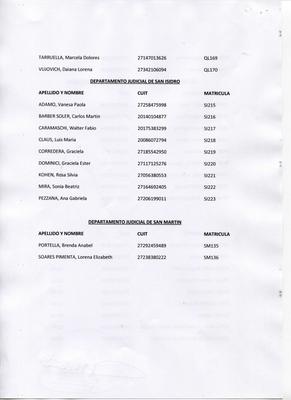 TARRUELLA, Marcela Dolores 27147013626 QL169
VUJOVICH, Daiana Lorena 27342106094 QL170
DEPARTAMENTO JUDICIAL DE SAN ISIDRO
APELLIDO Y NOMBRE CUIT MATRICULA
ADAMO, Vanesa Paola 27258475998 SI215
BARBER SOLER, Carlos Martin 20140104877 SI216
CARAMASCHI, Walter Fabio 20175383299 SI217
CLAUS, Luis Maria 20086072794 SI218
CORREDERA, Graciela 27185542950 SI219
DOMINICI, Graciela Ester 27117125276 SI220
KOHEN, Rosa Silvia 27056380553 SI221
MIRA, Sonia Beatriz 27164692405 SI222
PEZZANA, Ana Gabriela 27206199011 SI223
DEPARTAMENTO JUDICIAL DE SAN MARTIN
APELLIDO Y NOMBRE CUIT MATRICULA
PORTELLA, Brenda Anabel 27292459489 SM135
SOARES PIMENTA, Lorena Elizabeth 27238380222 SM136